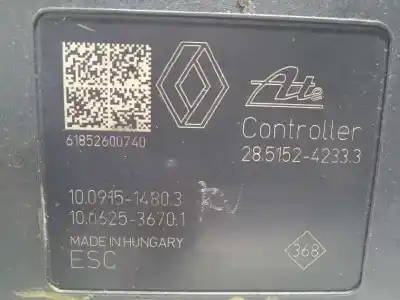 Ate
61852600740
Controller
28.5152-4233.3
10.0915-1480.3
10.0625-3670.1
MADE IN HUNGARY
ESC
368